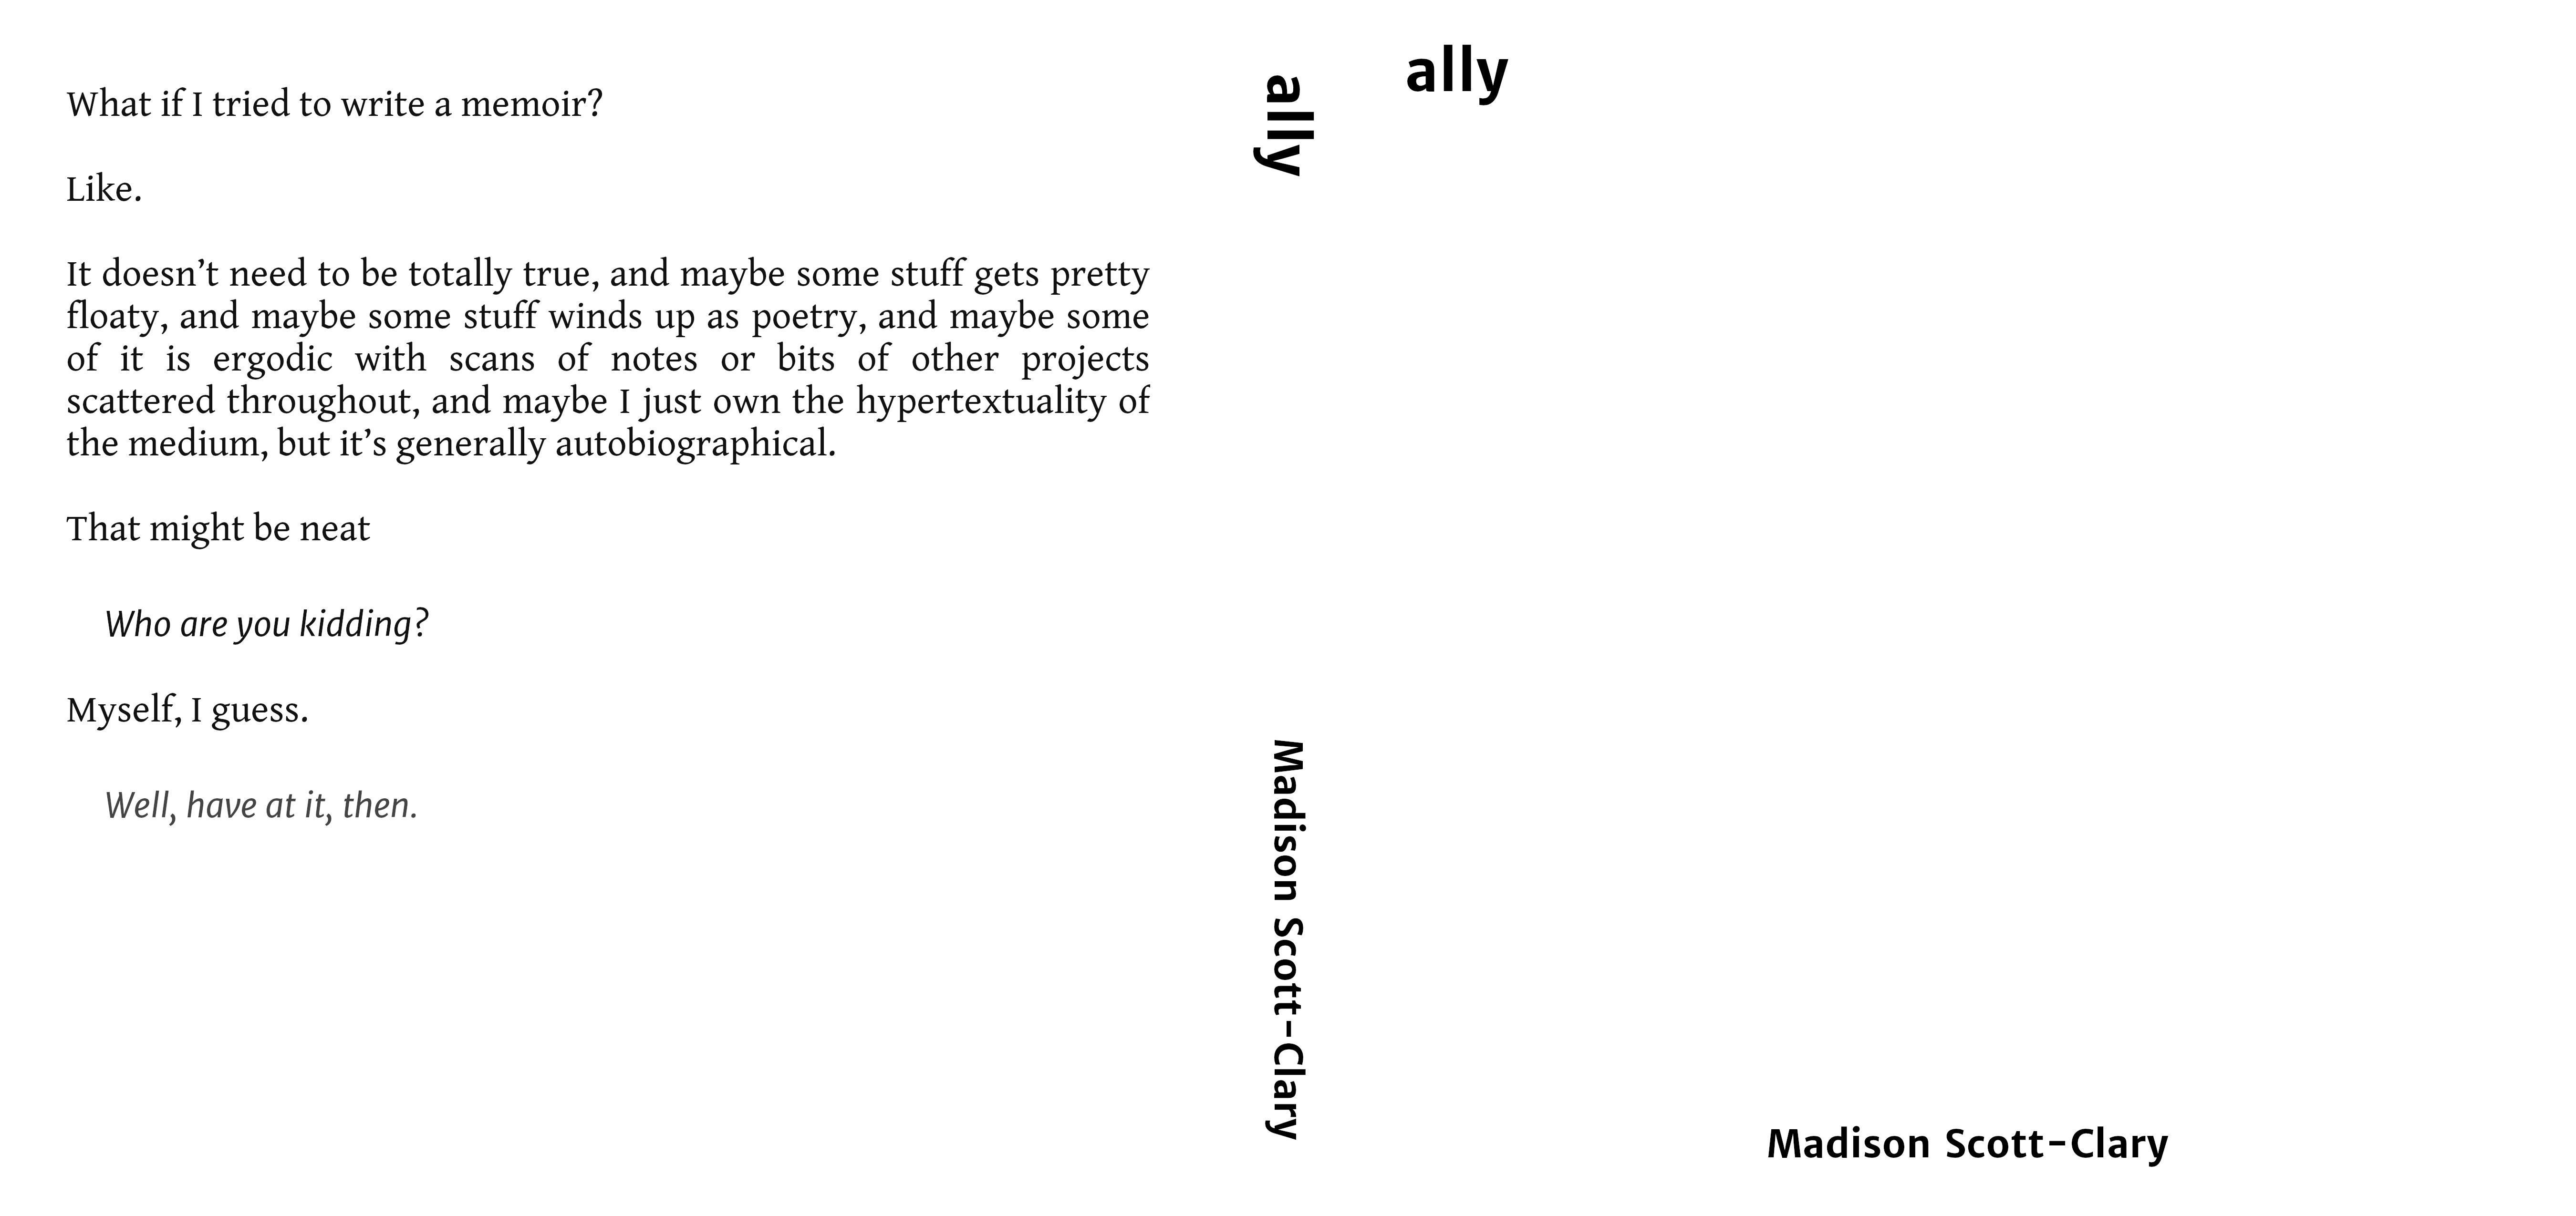 What if I tried to write a memoir?
Like.
It doesn’t need to be totally true, and maybe some stuff gets pretty
floaty, and maybe some stuff winds up as poetry, and maybe some
of it is ergodic with scans of notes or bits of other projects
scattered throughout, and maybe I just own the hypertextuality of
the medium, but it’s generally autobiographical.
That might be neat
Who are you kidding?
Myself, I guess.
Well, have at it, then.
ally
Madison Scott-Clary
ally
Madison Scott-Clary